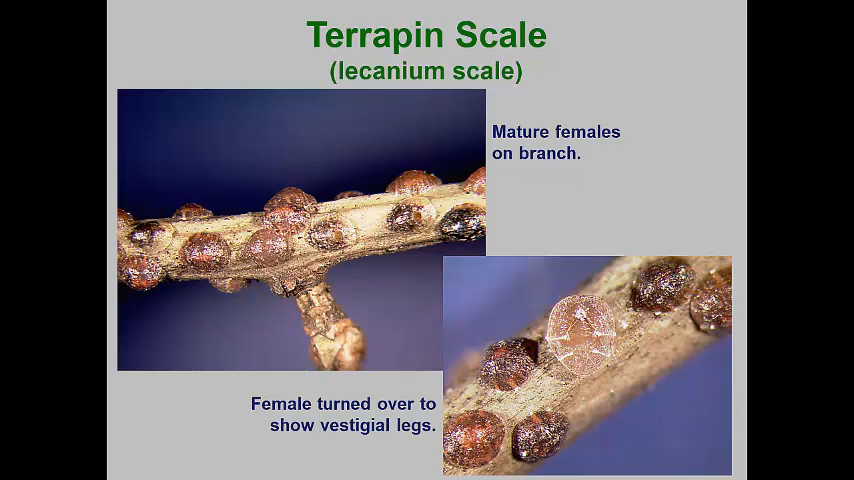 Terrapin Scale
(lecanium scale)
Mature females
on branch.
Female turned over to
show vestigial legs.